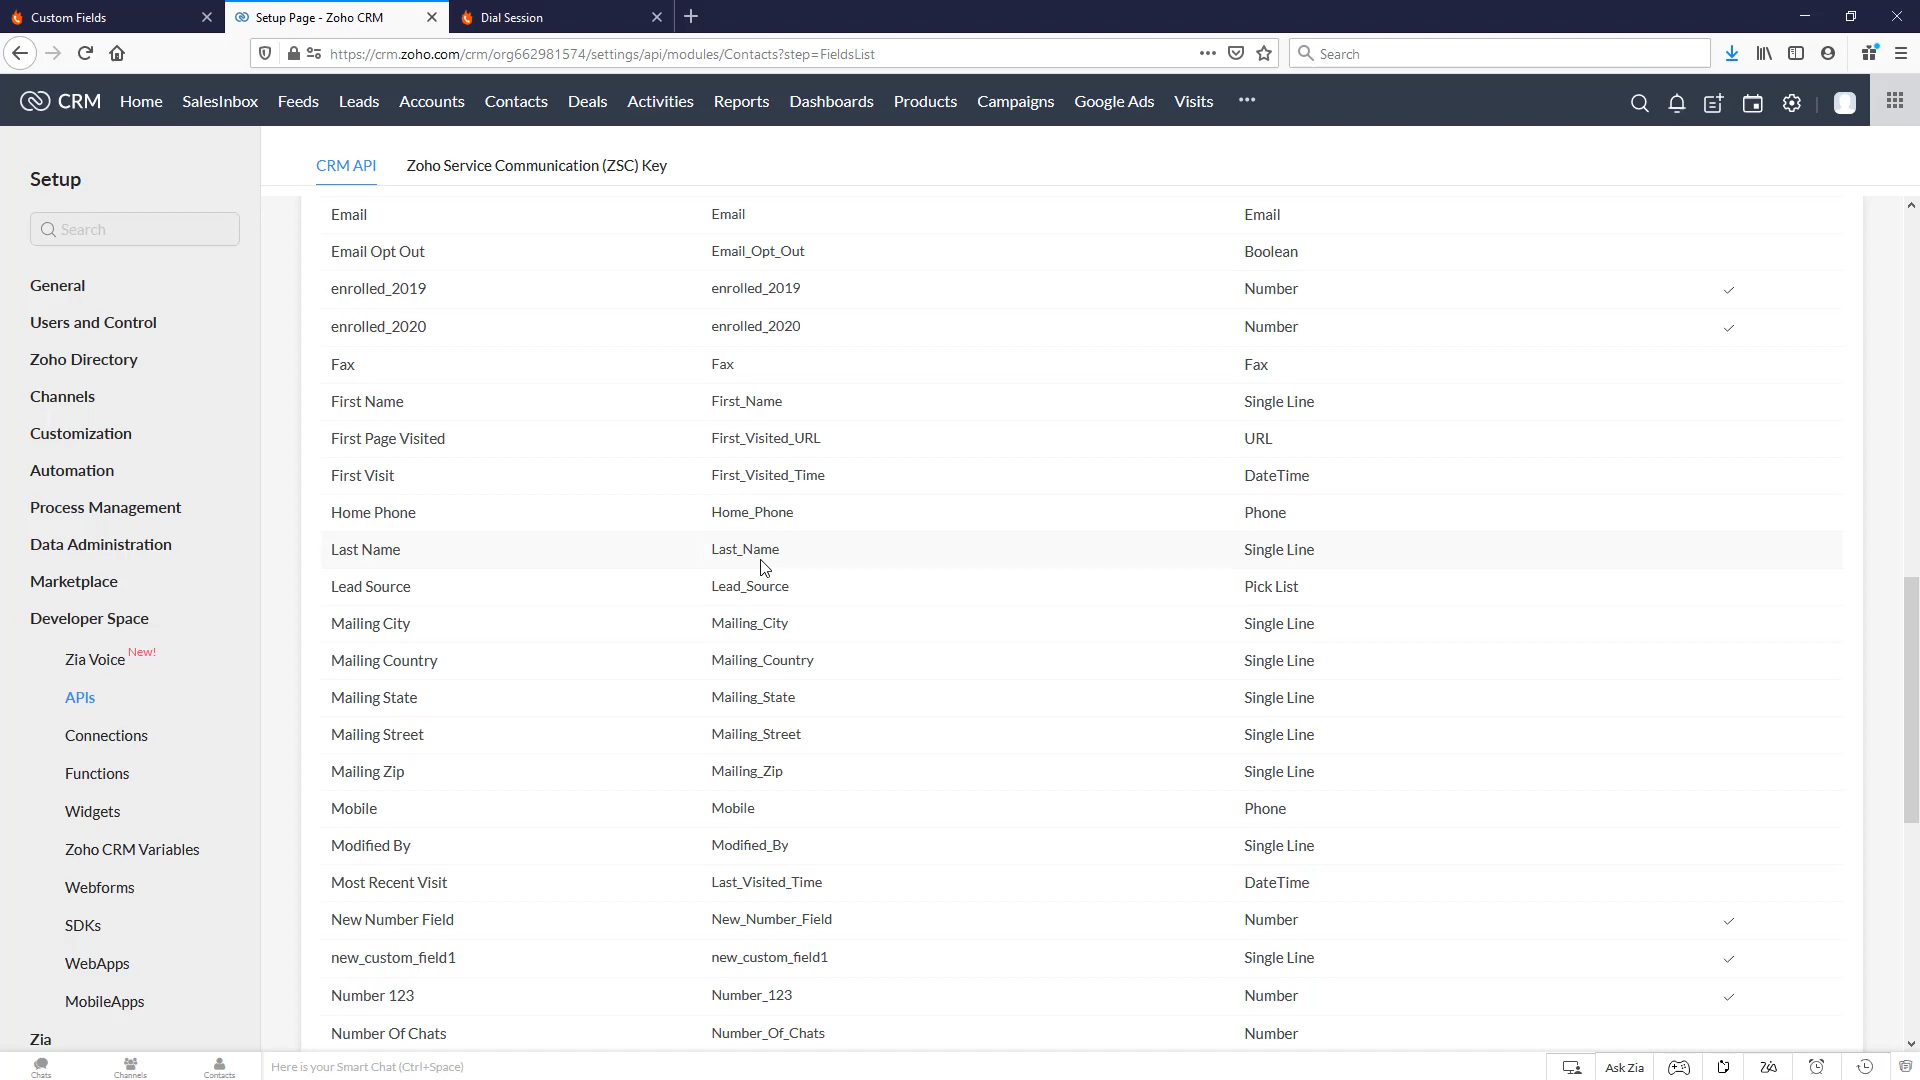 Custom Fields
Setup Page - Zoho CRM
Dial Session
https://crm.zoho.com/crm/org662981574/settings/api/modules/Contacts?step=FieldsList
Search
CRM Home SalesInbox Feeds Leads Accounts Contacts Deals Activities Reports Dashboards Products Campaigns Google Ads Visits
Setup
Search
General
Users and Control
Zoho Directory
Channels
Customization
Automation
Process Management
Data Administration
Marketplace
Developer Space
Zia Voice New!
APIs
Connections
Functions
Widgets
Zoho CRM Variables
Webforms
SDKs
WebApps
MobileApps
Zia
CRM API Zoho Service Communication (ZSC) Key
Email Email Email
Email Opt Out Email_Opt_Out Boolean
enrolled_2019 enrolled_2019 Number
enrolled_2020 enrolled_2020 Number
Fax Fax Fax
First Name First_Name Single Line
First Page Visited First_Visited_URL URL
First Visit First_Visited_Time DateTime
Home Phone Home_Phone Phone
Last Name Last_Name Single Line
Lead Source Lead_Source Pick List
Mailing City Mailing_City Single Line
Mailing Country Mailing_Country Single Line
Mailing State Mailing_State Single Line
Mailing Street Mailing_Street Single Line
Mailing Zip Mailing_Zip Single Line
Mobile Mobile Phone
Modified By Modified_By Single Line
Most Recent Visit Last_Visited_Time DateTime
New Number Field New_Number_Field Number
new_custom_field1 new_custom_field1 Single Line
Number 123 Number_123 Number
Number Of Chats Number_Of_Chats Number
Chats Channels Contacts
Here is your Smart Chat (Ctrl+Space)
Ask Zia